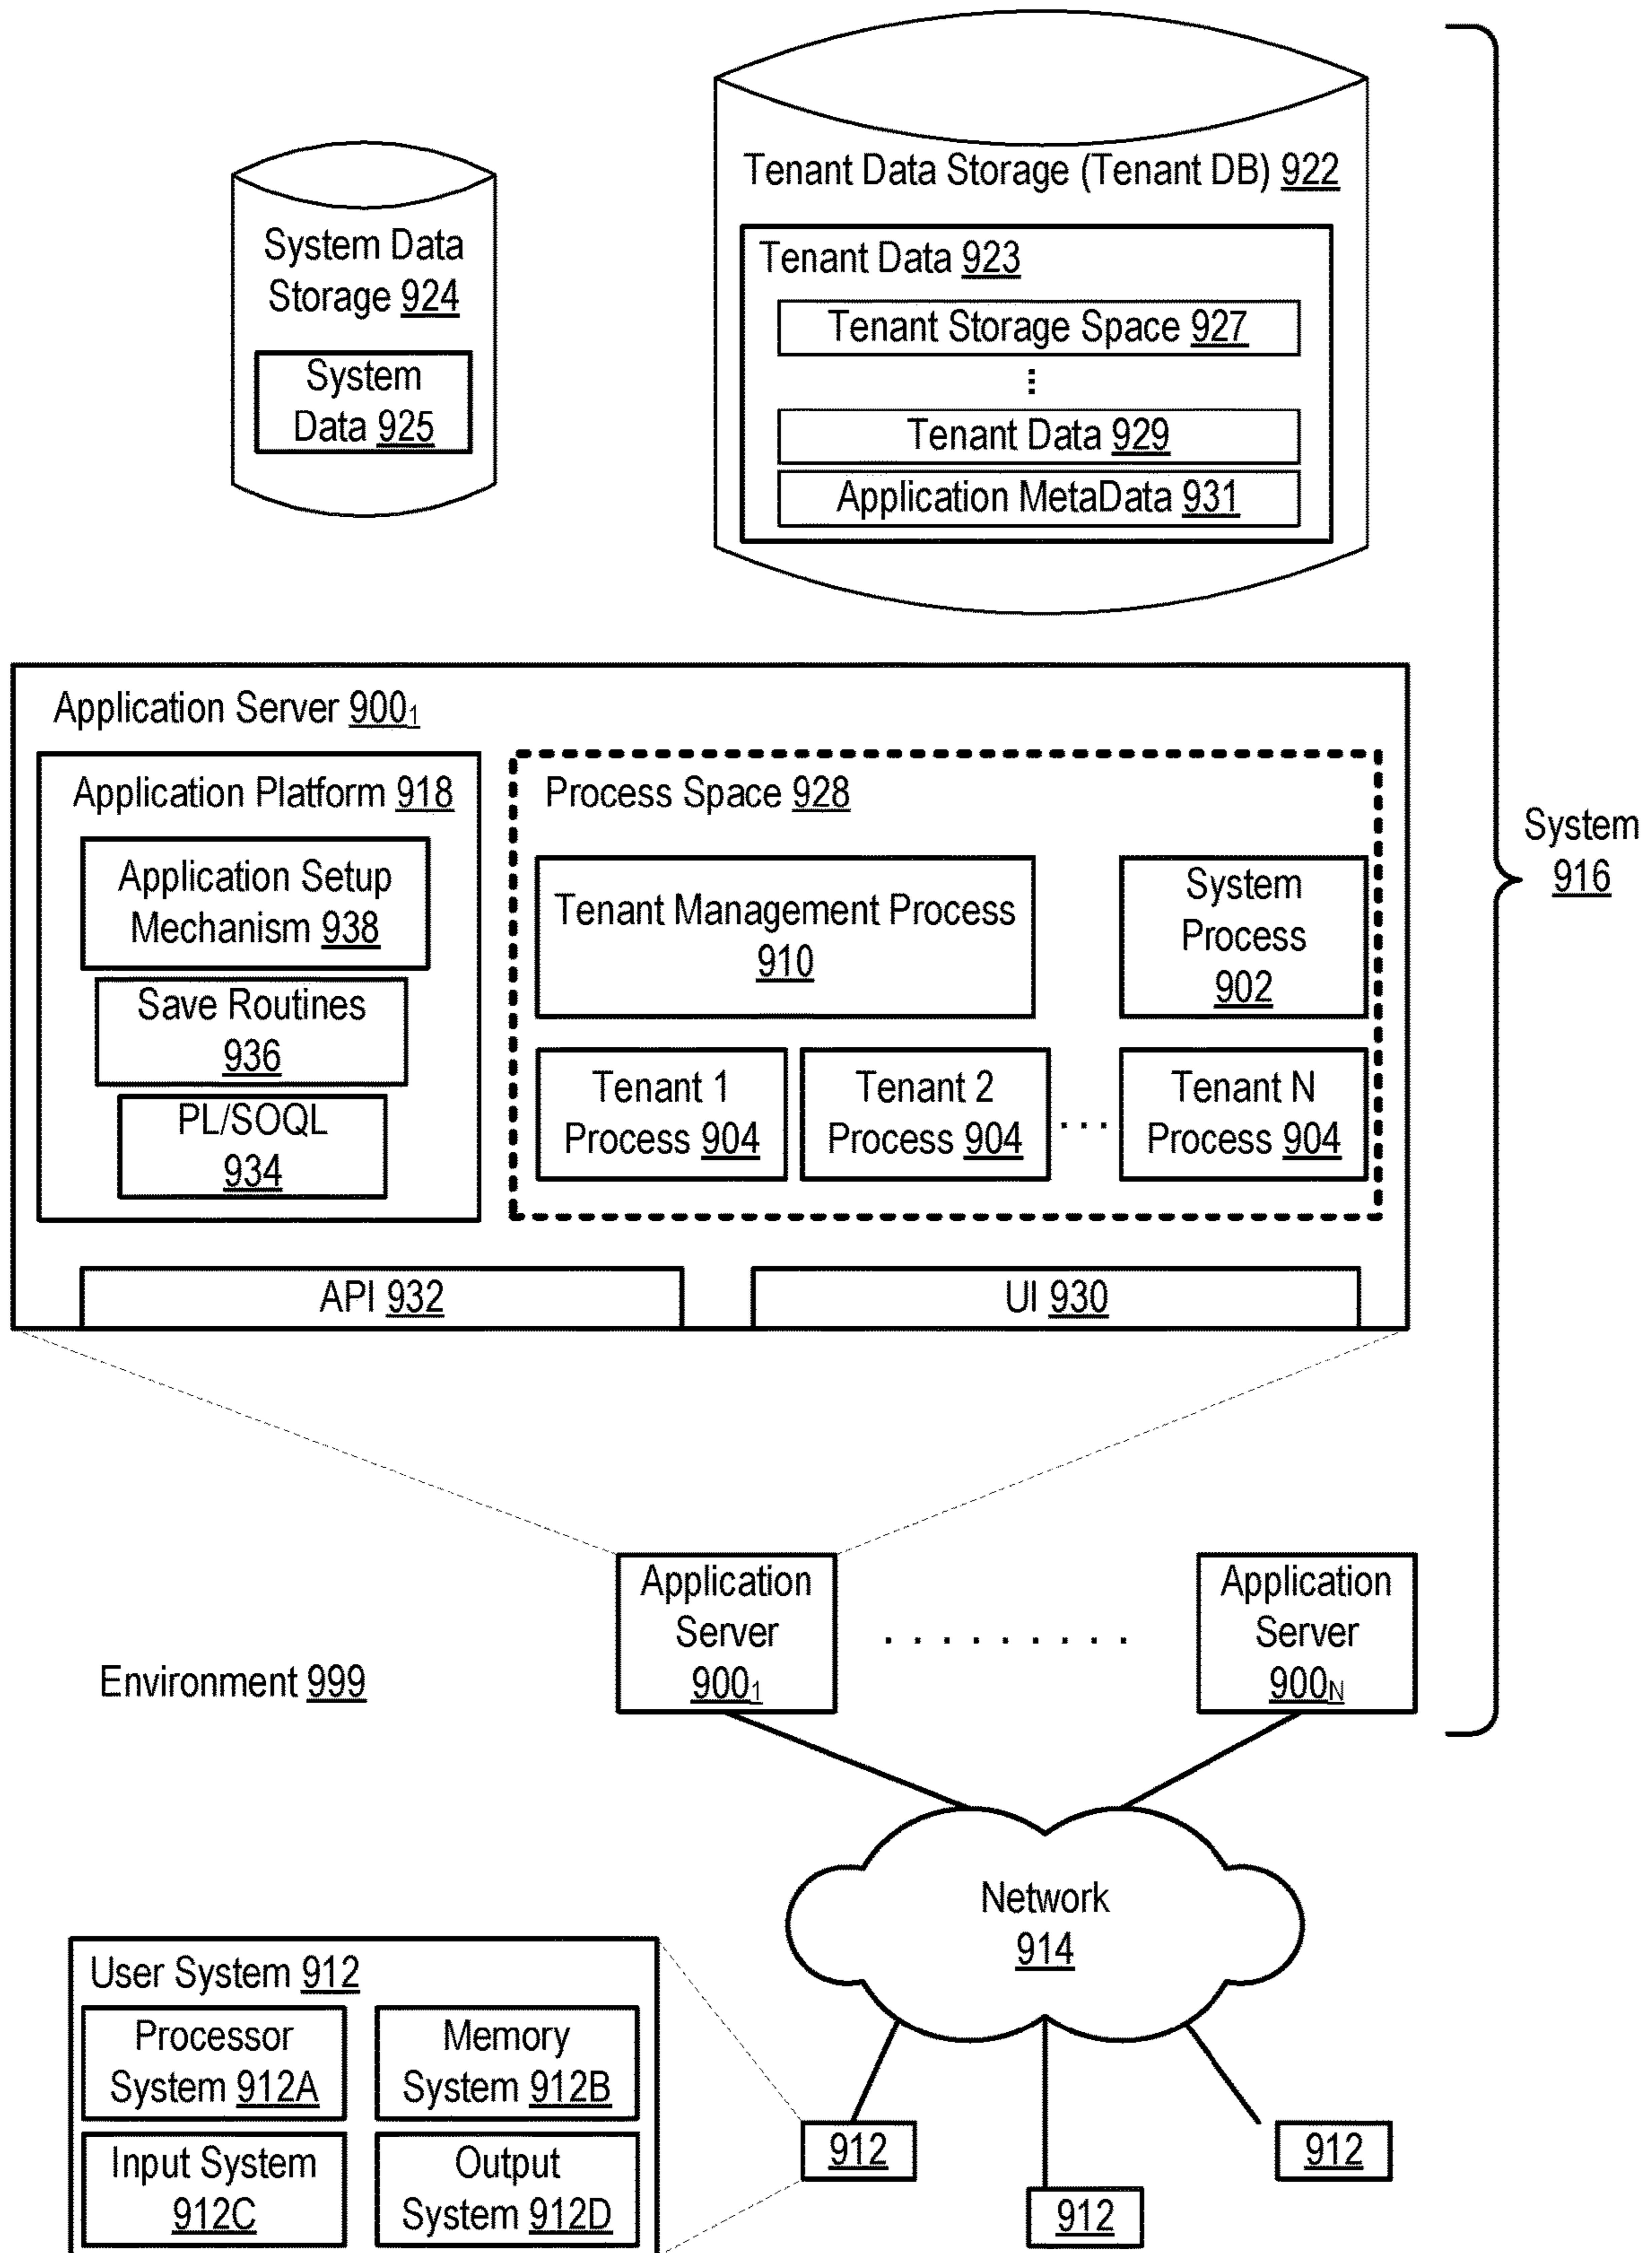 Tenant Data Storage (Tenant DB) 922
System Data
Storage 924
System
Data 925
Tenant Data 923
Tenant Storage Space 927
⋮
Tenant Data 929
Application MetaData 931
System
916
Application Server 900₁
Application Platform 918
Application Setup
Mechanism 938
Save Routines
936
PL/SOQL
934
Process Space 928
Tenant Management Process
910
System
Process
902
Tenant 1
Process 904
Tenant 2
Process 904
...
Tenant N
Process 904
API 932
UI 930
Application
Server
900₁
.........
Application
Server
900N
Environment 999
Network
914
User System 912
Processor
System 912A
Memory
System 912B
Input System
912C
Output
System 912D
912
912
912